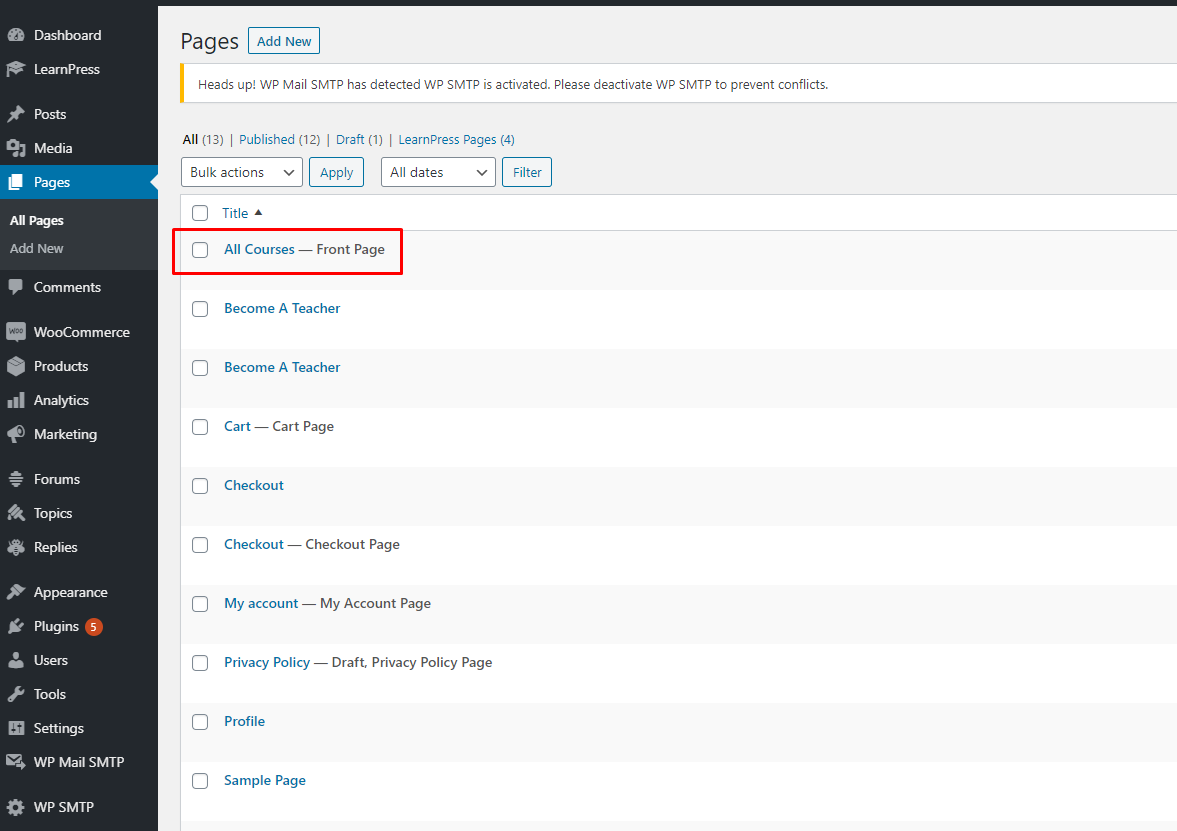 Dashboard
LearnPress
Posts
Media
Pages
All Pages
Add New
Comments
WooCommerce
Products
Analytics
Marketing
Forums
Topics
Replies
Appearance
Plugins 5
Users
Tools
Settings
WP Mail SMTP
WP SMTP
Pages Add New
Heads up! WP Mail SMTP has detected WP SMTP is activated. Please deactivate WP SMTP to prevent conflicts.
All (13) | Published (12) | Draft (1) | LearnPress Pages (4)
Bulk actions Apply All dates Filter
Title
All Courses — Front Page
Become A Teacher
Become A Teacher
Cart — Cart Page
Checkout
Checkout — Checkout Page
My account — My Account Page
Privacy Policy — Draft, Privacy Policy Page
Profile
Sample Page